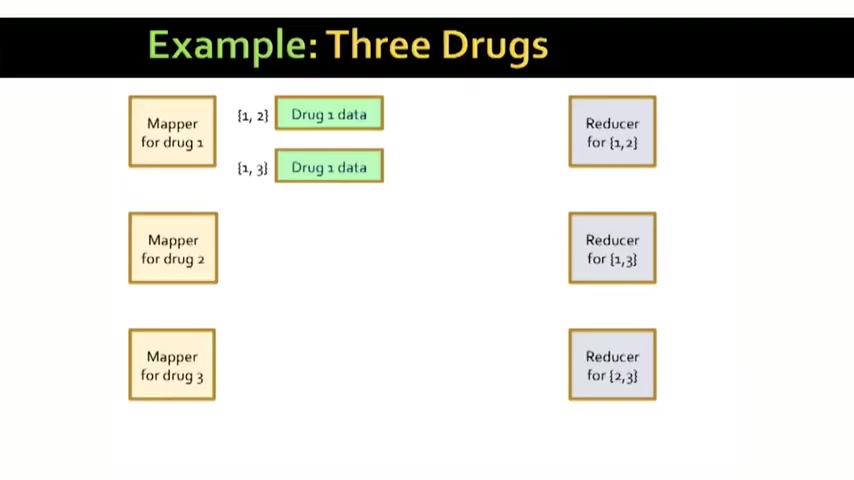 Example: Three Drugs
Mapper
for drug 1
{1, 2}
Drug 1 data
{1, 3}
Drug 1 data
Reducer
for {1,2}
Mapper
for drug 2
Reducer
for {1,3}
Mapper
for drug 3
Reducer
for {2,3}